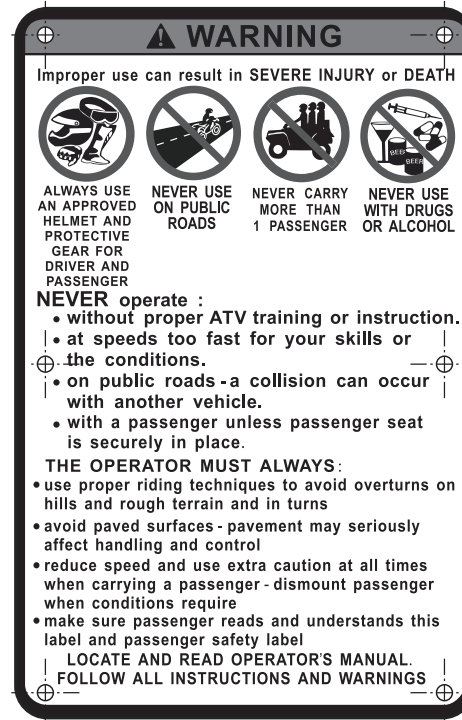 WARNING
Improper use can result in SEVERE INJURY or DEATH
ALWAYS USE
AN APPROVED
HELMET AND
PROTECTIVE
GEAR FOR
DRIVER AND
PASSENGER
NEVER USE
ON PUBLIC
ROADS
NEVER CARRY
MORE THAN
1 PASSENGER
BEER
BEER
NEVER USE
WITH DRUGS
OR ALCOHOL
NEVER operate :
• without proper ATV training or instruction.
• at speeds too fast for your skills or
the conditions.
• on public roads - a collision can occur
with another vehicle.
• with a passenger unless passenger seat
is securely in place.
THE OPERATOR MUST ALWAYS:
• use proper riding techniques to avoid overturns on
hills and rough terrain and in turns
• avoid paved surfaces - pavement may seriously
affect handling and control
• reduce speed and use extra caution at all times
when carrying a passenger - dismount passenger
when conditions require
• make sure passenger reads and understands this
label and passenger safety label
LOCATE AND READ OPERATOR'S MANUAL.
FOLLOW ALL INSTRUCTIONS AND WARNINGS